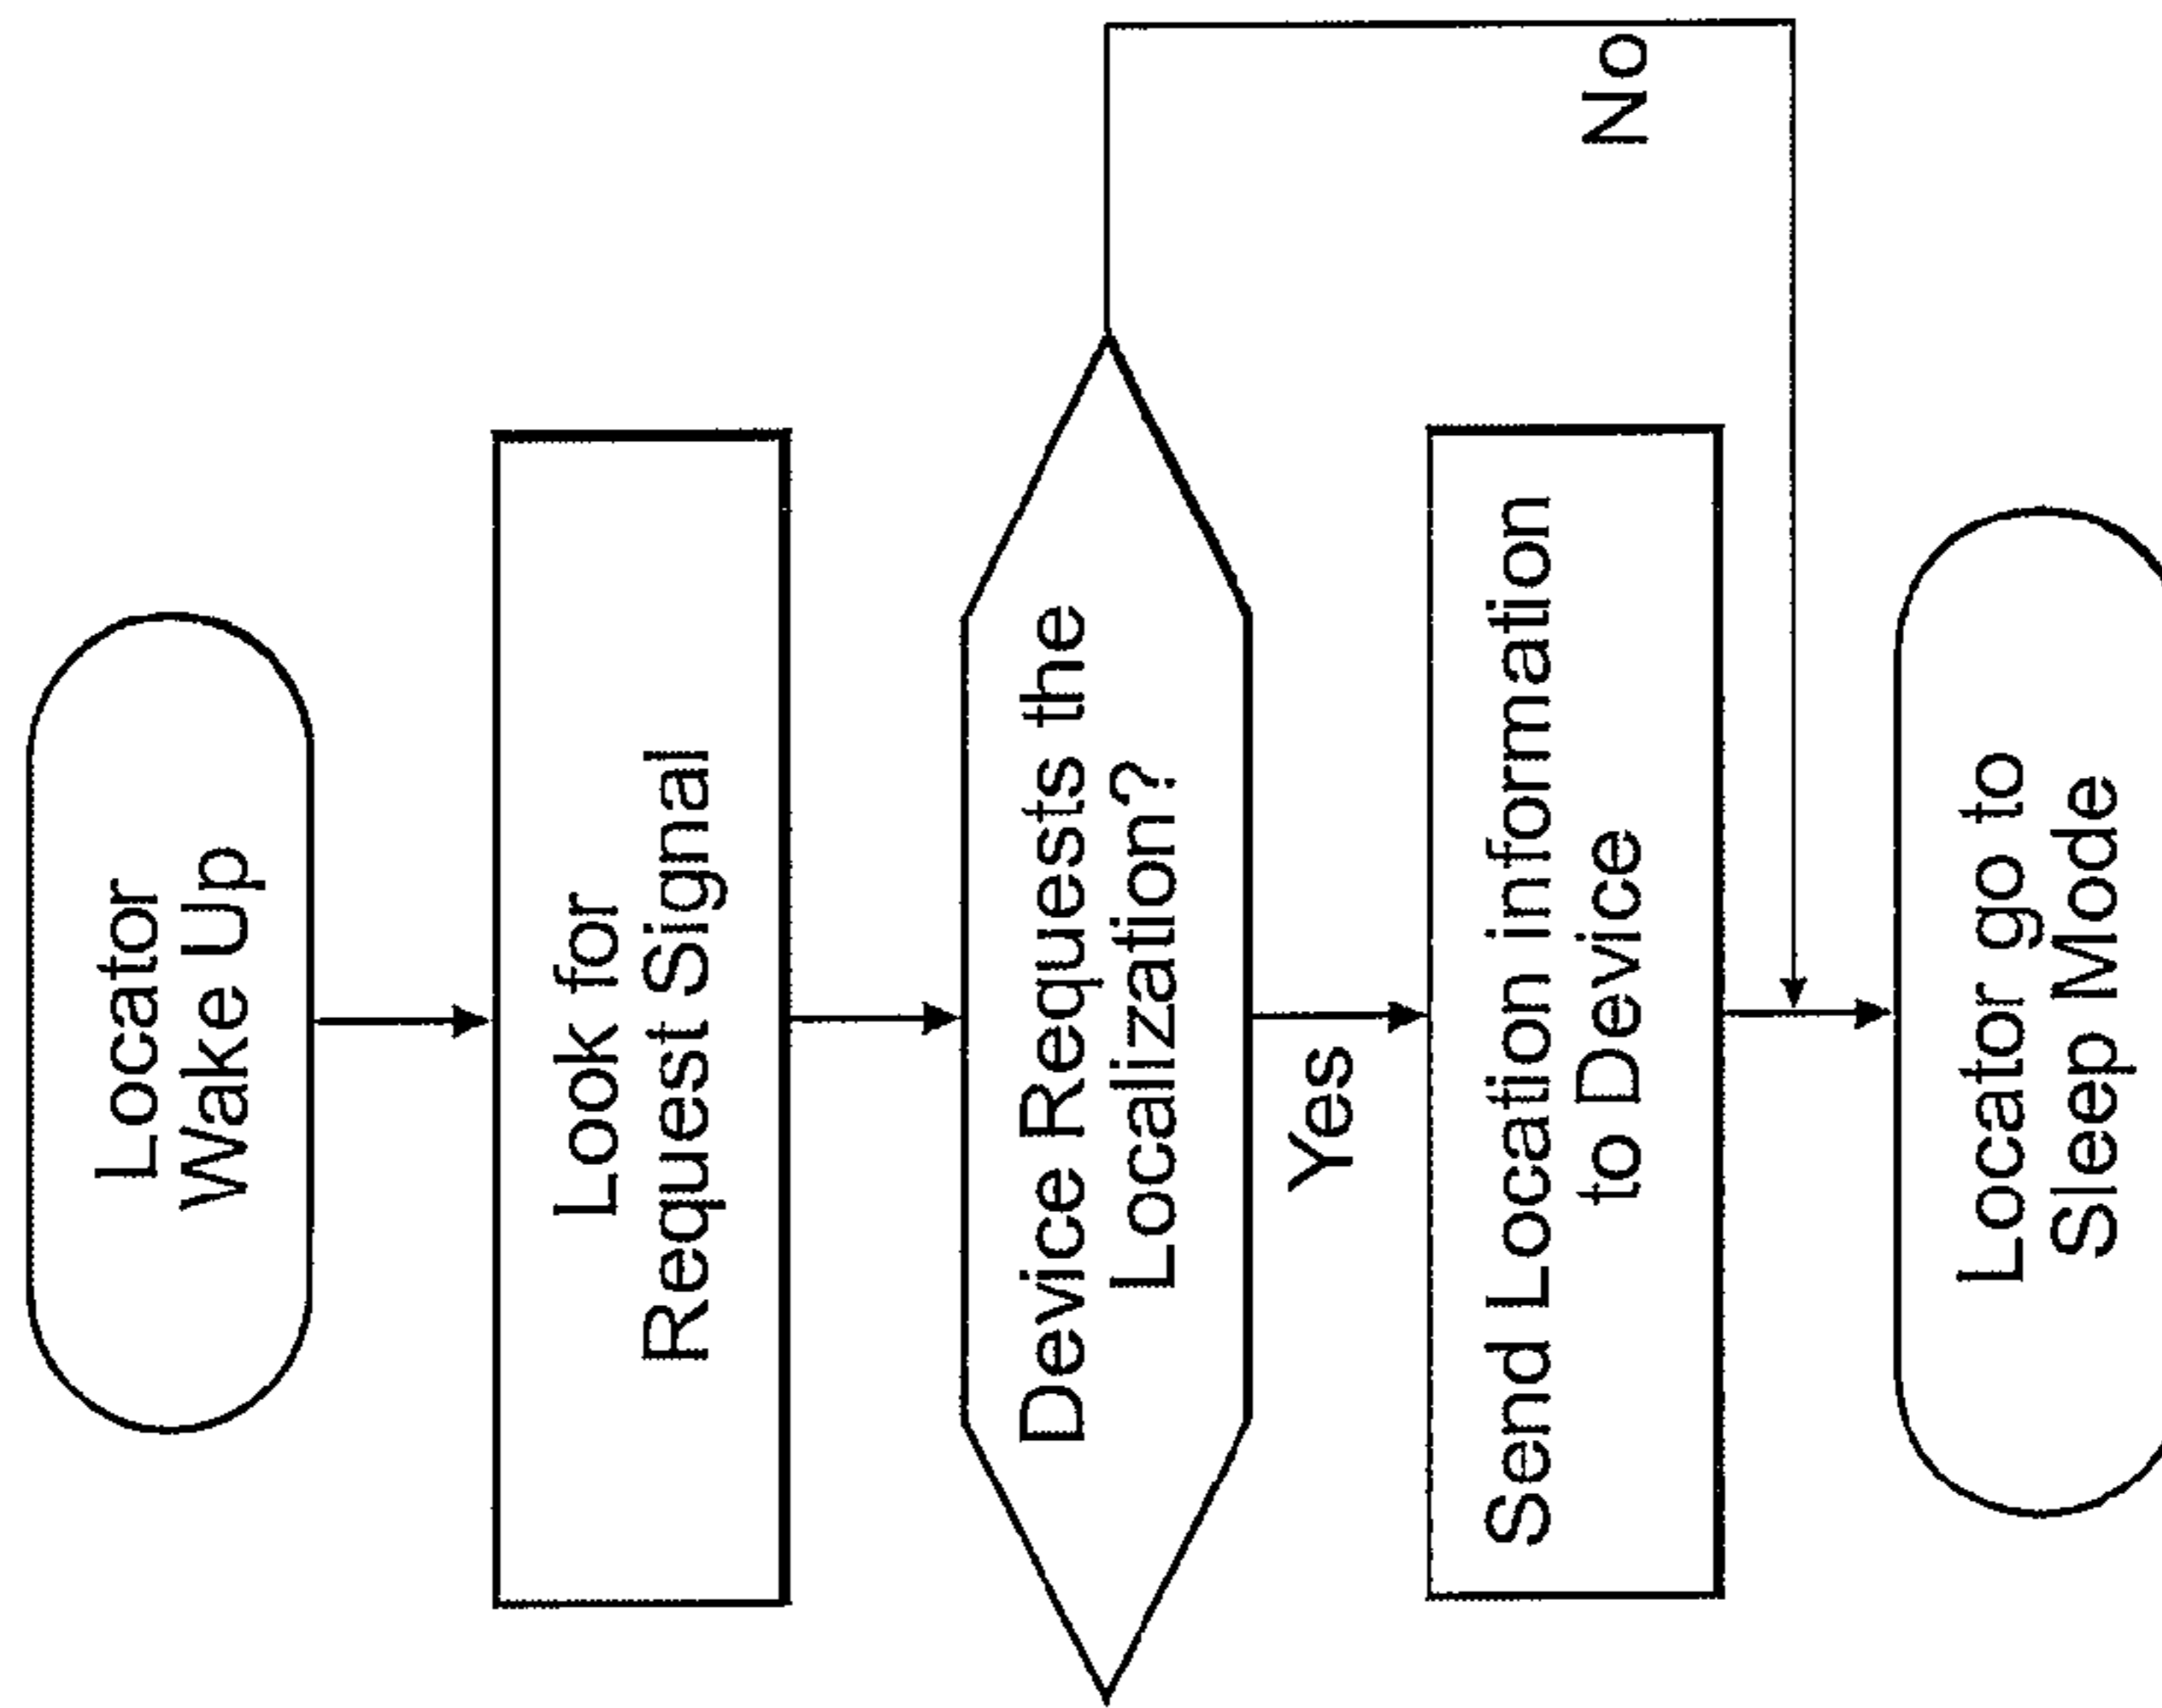 Locator
Wake Up
Look for
Request Signal
Device Requests the
Localization?
Yes
No
Send Location information
to Device
Locator go to
Sleep Mode